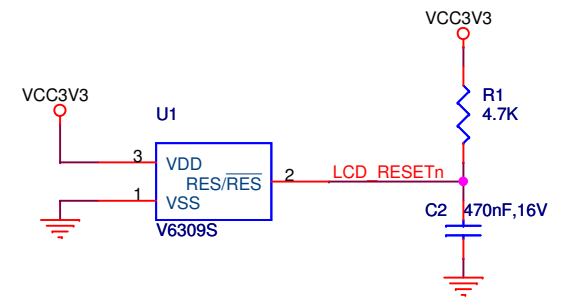 VCC3V3
VCC3V3
R1
4.7K
U1
3
VDD
RES/RES
2
LCD_RESETn
1
VSS
V6309S
C2
470nF,16V